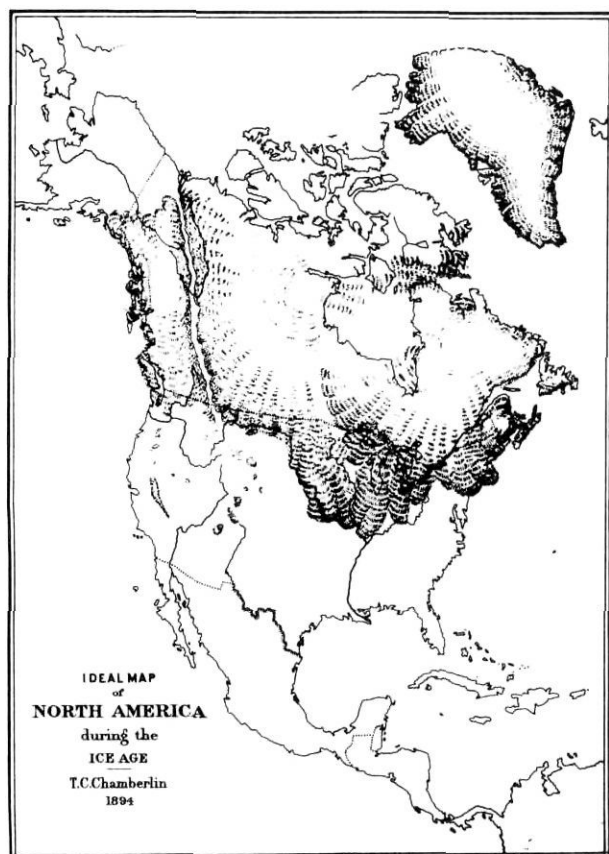 IDEAL MAP
of
NORTH AMERICA
during the
ICE AGE
T.C.Chamberlin
1894